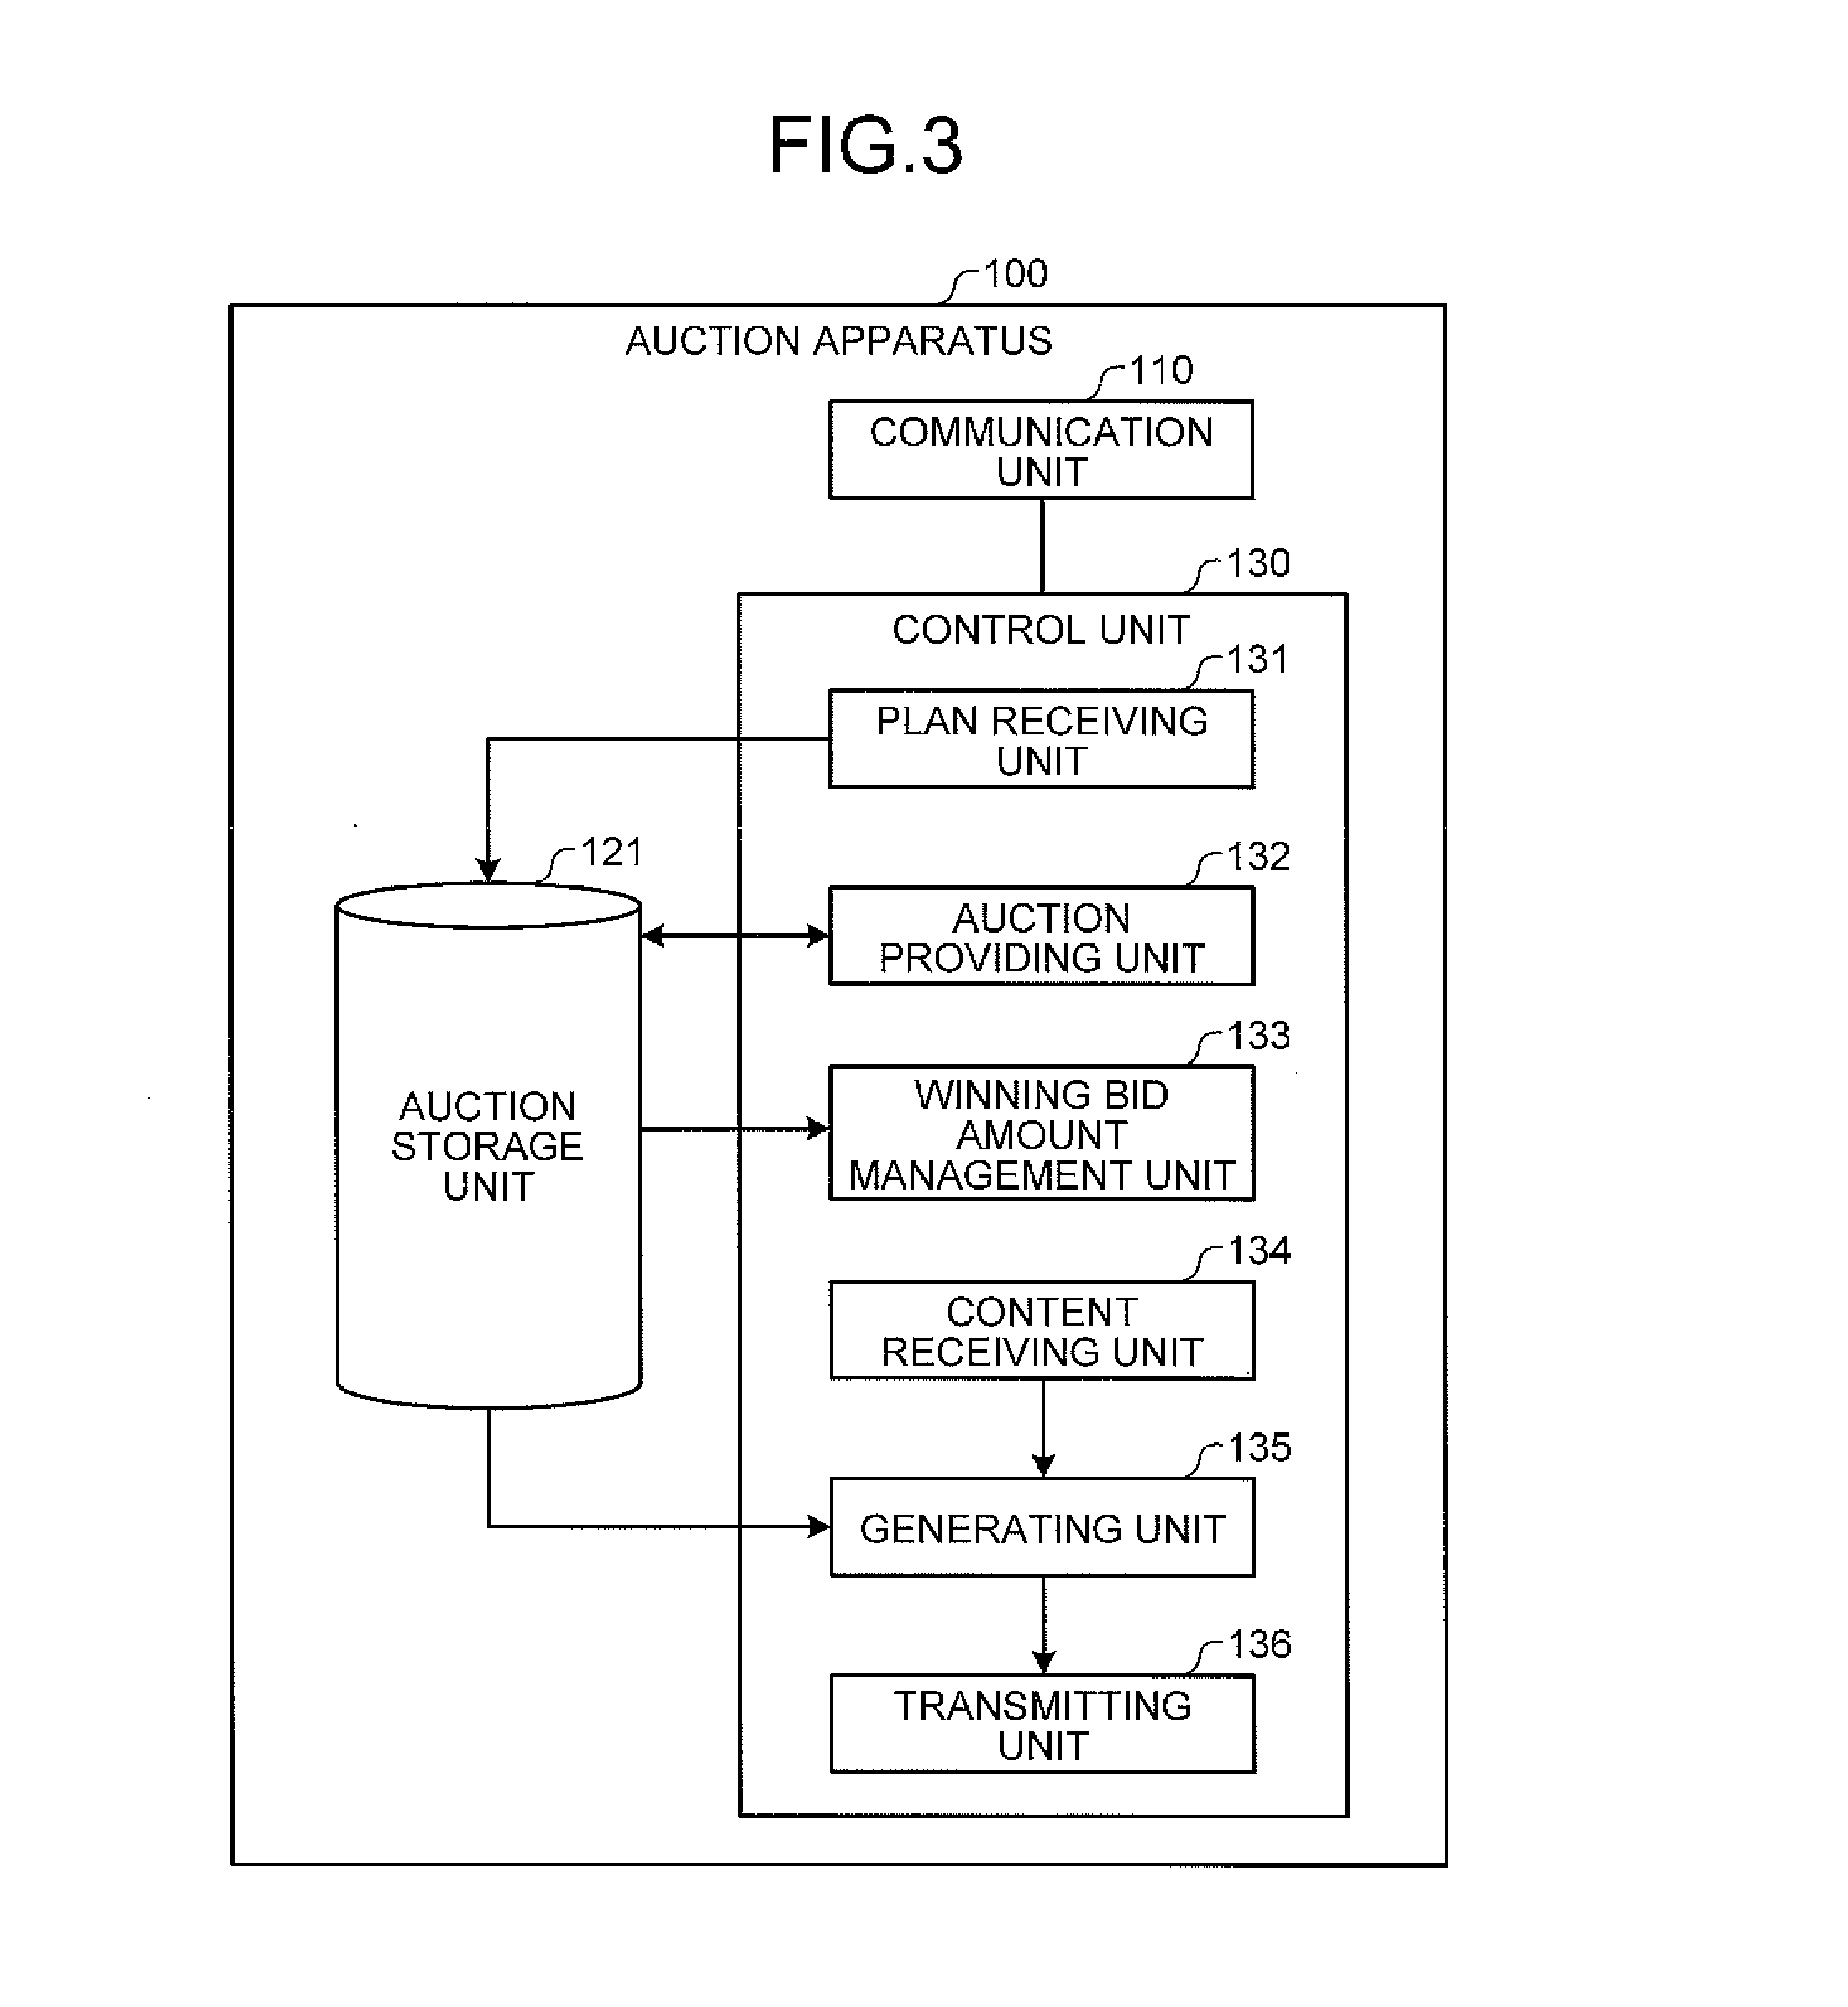 FIG.3
100
AUCTION APPARATUS
110
COMMUNICATION
UNIT
130
CONTROL UNIT
131
PLAN RECEIVING
UNIT
121
AUCTION
STORAGE
UNIT
132
AUCTION
PROVIDING UNIT
133
WINNING BID
AMOUNT
MANAGEMENT UNIT
134
CONTENT
RECEIVING UNIT
135
GENERATING UNIT
136
TRANSMITTING
UNIT